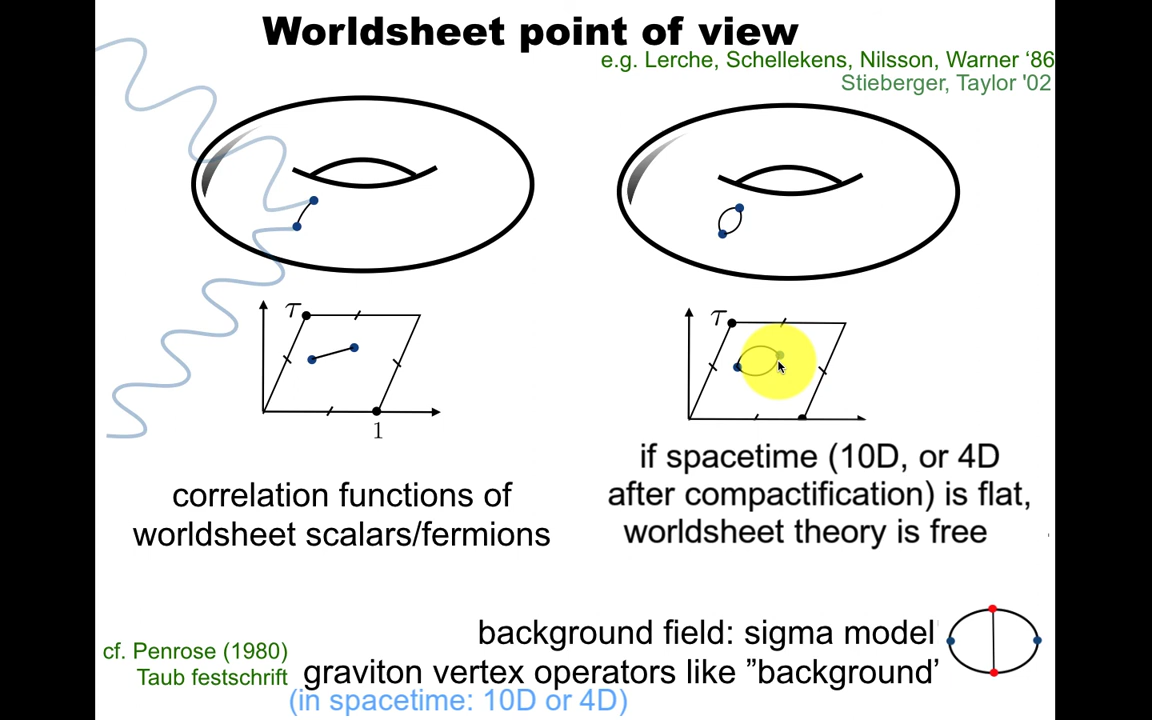 Worldsheet point of view
e.g. Lerche, Schellekens, Nilsson, Warner ‘86
Stieberger, Taylor '02
τ
1
τ
correlation functions of
worldsheet scalars/fermions
if spacetime (10D, or 4D
after compactification) is flat,
worldsheet theory is free
background field: sigma model
cf. Penrose (1980)
Taub festschrift
graviton vertex operators like ”background’
(in spacetime: 10D or 4D)